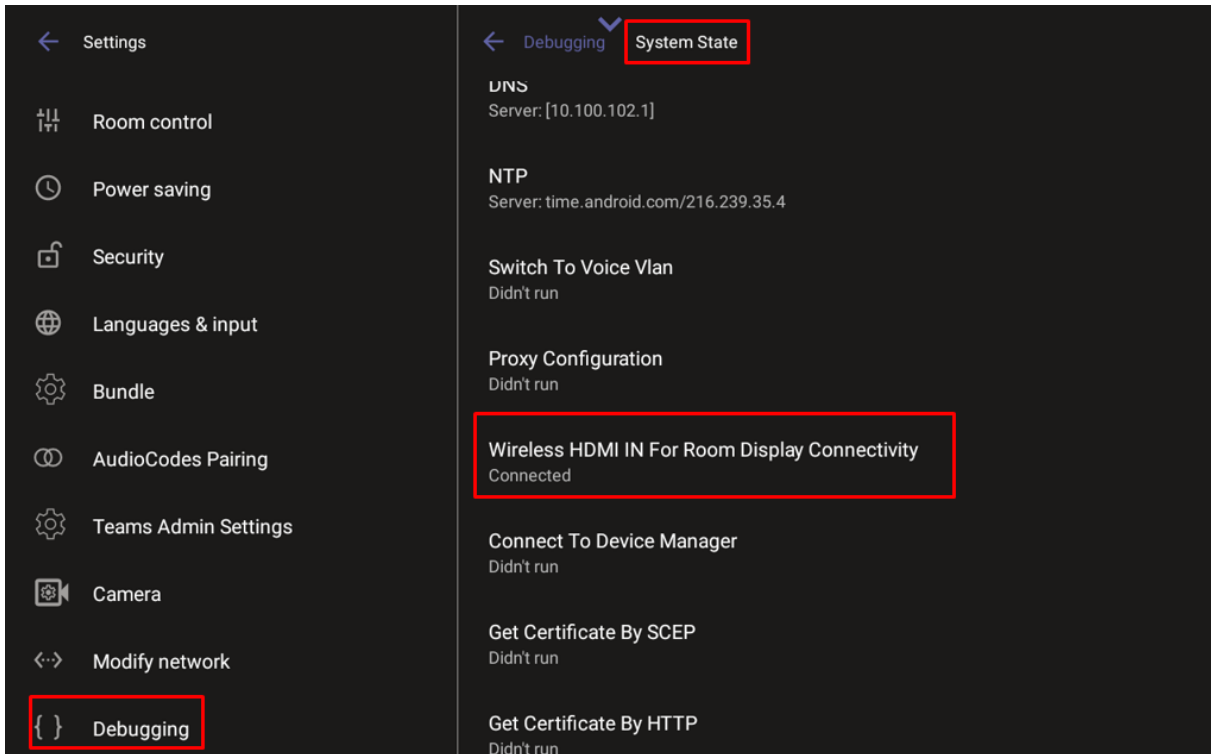 Settings
Room control
Power saving
Security
Languages & input
Bundle
AudioCodes Pairing
Teams Admin Settings
Camera
Modify network
{ } Debugging
Debugging System State
DNS
Server: [10.100.102.1]
NTP
Server: time.android.com/216.239.35.4
Switch To Voice Vlan
Didn't run
Proxy Configuration
Didn't run
Wireless HDMI IN For Room Display Connectivity
Connected
Connect To Device Manager
Didn't run
Get Certificate By SCEP
Didn't run
Get Certificate By HTTP
Didn't run